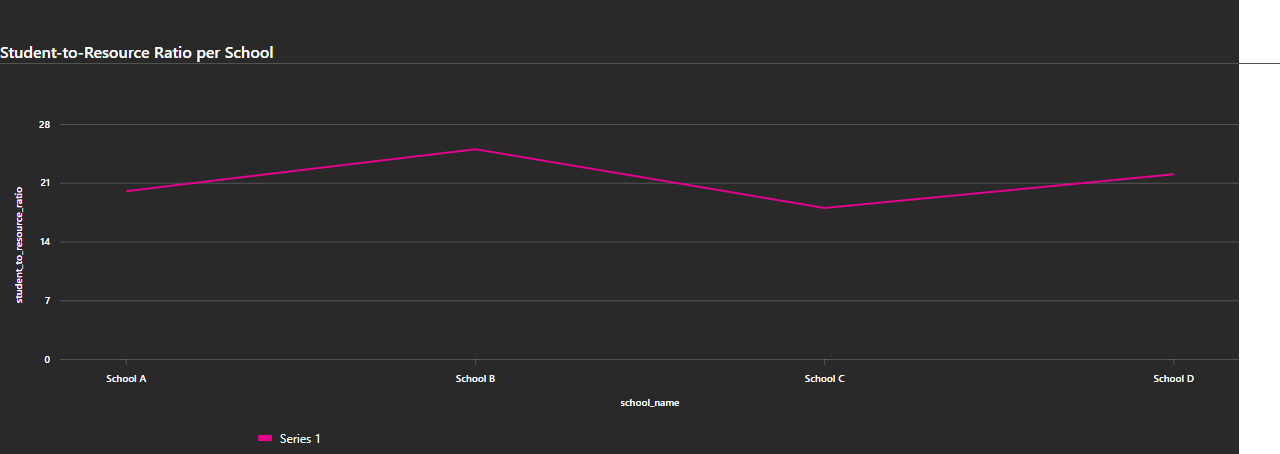 Student-to-Resource Ratio per School
28
21
14
7
0
student_to_resource_ratio
School A
School B
School C
School D
school_name
Series 1